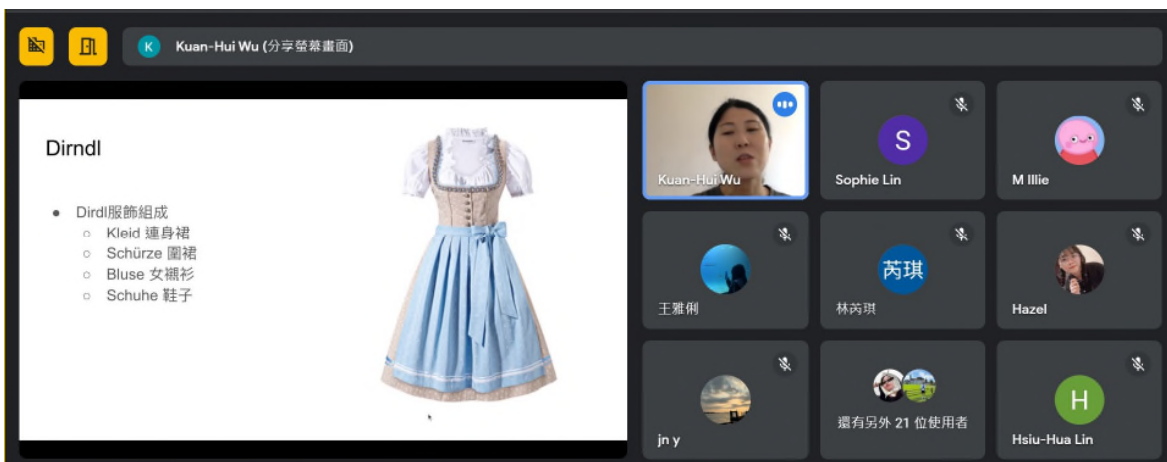 K Kuan-Hui Wu (分享螢幕畫面)
Dirndl
● Dirdl服飾組成
○ Kleid 連身裙
○ Schürze 圍裙
○ Bluse 女襯衫
○ Schuhe 鞋子
Kuan-Hui Wu
S
Sophie Lin
M Illie
王雅俐
芮琪
林芮琪
Hazel
jn y
還有另外 21 位使用者
H
Hsiu-Hua Lin